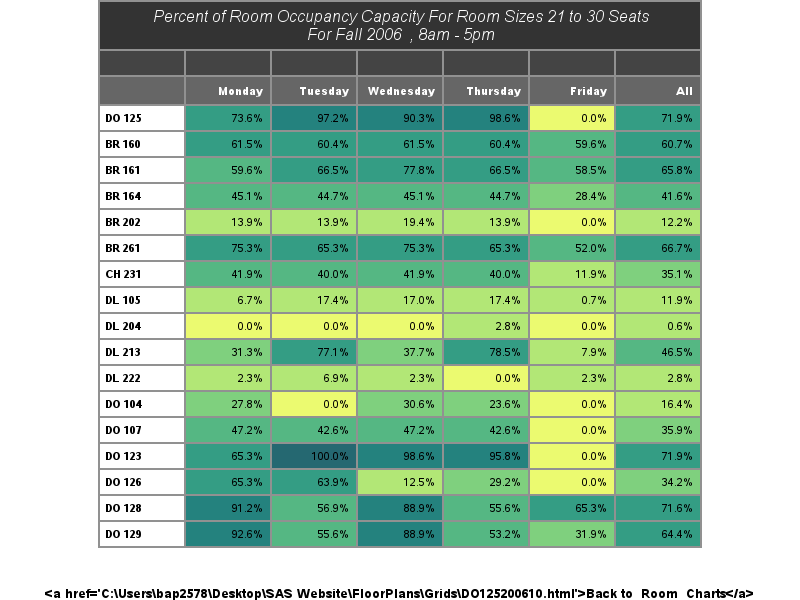 Percent of Room Occupancy Capacity For Room Sizes 21 to 30 Seats
For Fall 2006 , 8am - 5pm
Monday Tuesday Wednesday Thursday Friday All
DO 125 73.6% 97.2% 90.3% 98.6% 0.0% 71.9%
BR 160 61.5% 60.4% 61.5% 60.4% 59.6% 60.7%
BR 161 59.6% 66.5% 77.8% 66.5% 58.5% 65.8%
BR 164 45.1% 44.7% 45.1% 44.7% 28.4% 41.6%
BR 202 13.9% 13.9% 19.4% 13.9% 0.0% 12.2%
BR 261 75.3% 65.3% 75.3% 65.3% 52.0% 66.7%
CH 231 41.9% 40.0% 41.9% 40.0% 11.9% 35.1%
DL 105 6.7% 17.4% 17.0% 17.4% 0.7% 11.9%
DL 204 0.0% 0.0% 0.0% 2.8% 0.0% 0.6%
DL 213 31.3% 77.1% 37.7% 78.5% 7.9% 46.5%
DL 222 2.3% 6.9% 2.3% 0.0% 2.3% 2.8%
DO 104 27.8% 0.0% 30.6% 23.6% 0.0% 16.4%
DO 107 47.2% 42.6% 47.2% 42.6% 0.0% 35.9%
DO 123 65.3% 100.0% 98.6% 95.8% 0.0% 71.9%
DO 126 65.3% 63.9% 12.5% 29.2% 0.0% 34.2%
DO 128 91.2% 56.9% 88.9% 55.6% 65.3% 71.6%
DO 129 92.6% 55.6% 88.9% 53.2% 31.9% 64.4%
<a href='C:\Users\bap2578\Desktop\SAS Website\FloorPlans\Grids\DO125200610.html'>Back to Room Charts</a>